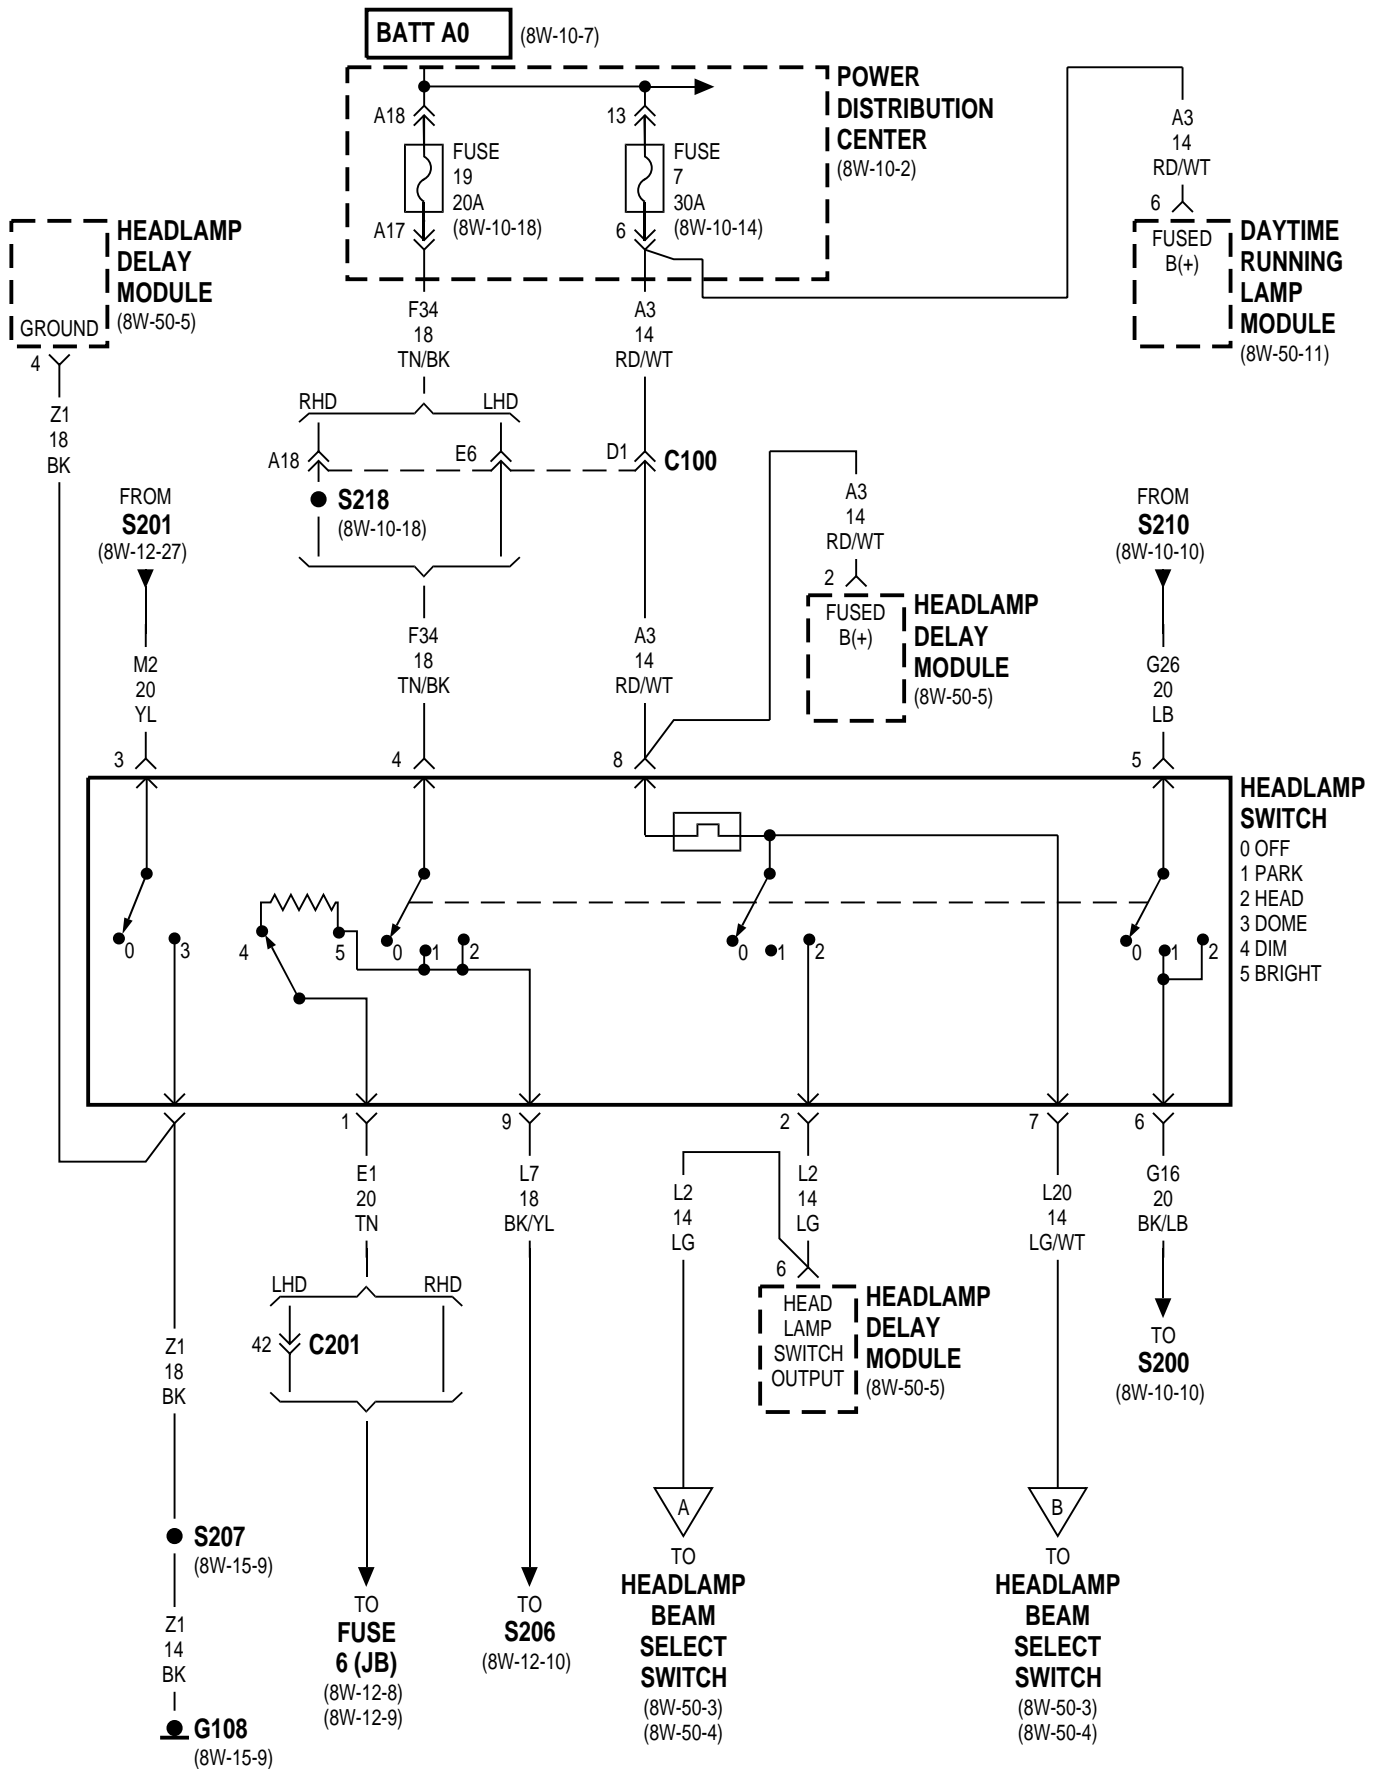 BATT A0 (8W-10-7)
POWER
DISTRIBUTION
CENTER
(8W-10-2)
A18
FUSE
19
20A
(8W-10-18)
A17
13
FUSE
7
30A
(8W-10-14)
6
A3
14
RD/WT
6
FUSED
B(+)
DAYTIME
RUNNING
LAMP
MODULE
(8W-50-11)
HEADLAMP
DELAY
MODULE
(8W-50-5)
GROUND
4
Z1
18
BK
F34
18
TN/BK
A3
14
RD/WT
RHD
LHD
A18
E6
D1
C100
S218
(8W-10-18)
FROM
S201
(8W-12-27)
M2
20
YL
3
F34
18
TN/BK
4
A3
14
RD/WT
8
A3
14
RD/WT
2
FUSED
B(+)
HEADLAMP
DELAY
MODULE
(8W-50-5)
FROM
S210
(8W-10-10)
G26
20
LB
5
HEADLAMP
SWITCH
0 OFF
1 PARK
2 HEAD
3 DOME
4 DIM
5 BRIGHT
0
3
4
5
0
1
2
0
1
2
0
1
2
1
9
2
7
6
E1
20
TN
L7
18
BK/YL
L2
14
LG
L2
14
LG
L20
14
LG/WT
G16
20
BK/LB
LHD
RHD
42
C201
6
HEAD
LAMP
SWITCH
OUTPUT
HEADLAMP
DELAY
MODULE
(8W-50-5)
TO
S200
(8W-10-10)
Z1
18
BK
S207
(8W-15-9)
Z1
14
BK
G108
(8W-15-9)
TO
FUSE
6 (JB)
(8W-12-8)
(8W-12-9)
TO
S206
(8W-12-10)
A
TO
HEADLAMP
BEAM
SELECT
SWITCH
(8W-50-3)
(8W-50-4)
B
TO
HEADLAMP
BEAM
SELECT
SWITCH
(8W-50-3)
(8W-50-4)